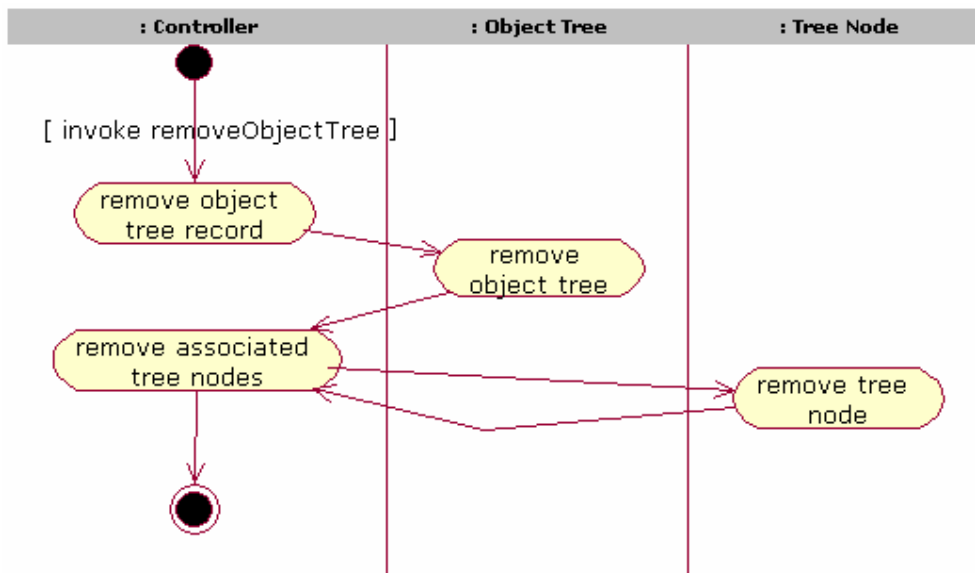 : Controller
: Object Tree
: Tree Node
[ invoke removeObjectTree ]
remove object
tree record
remove
object tree
remove associated
tree nodes
remove tree
node